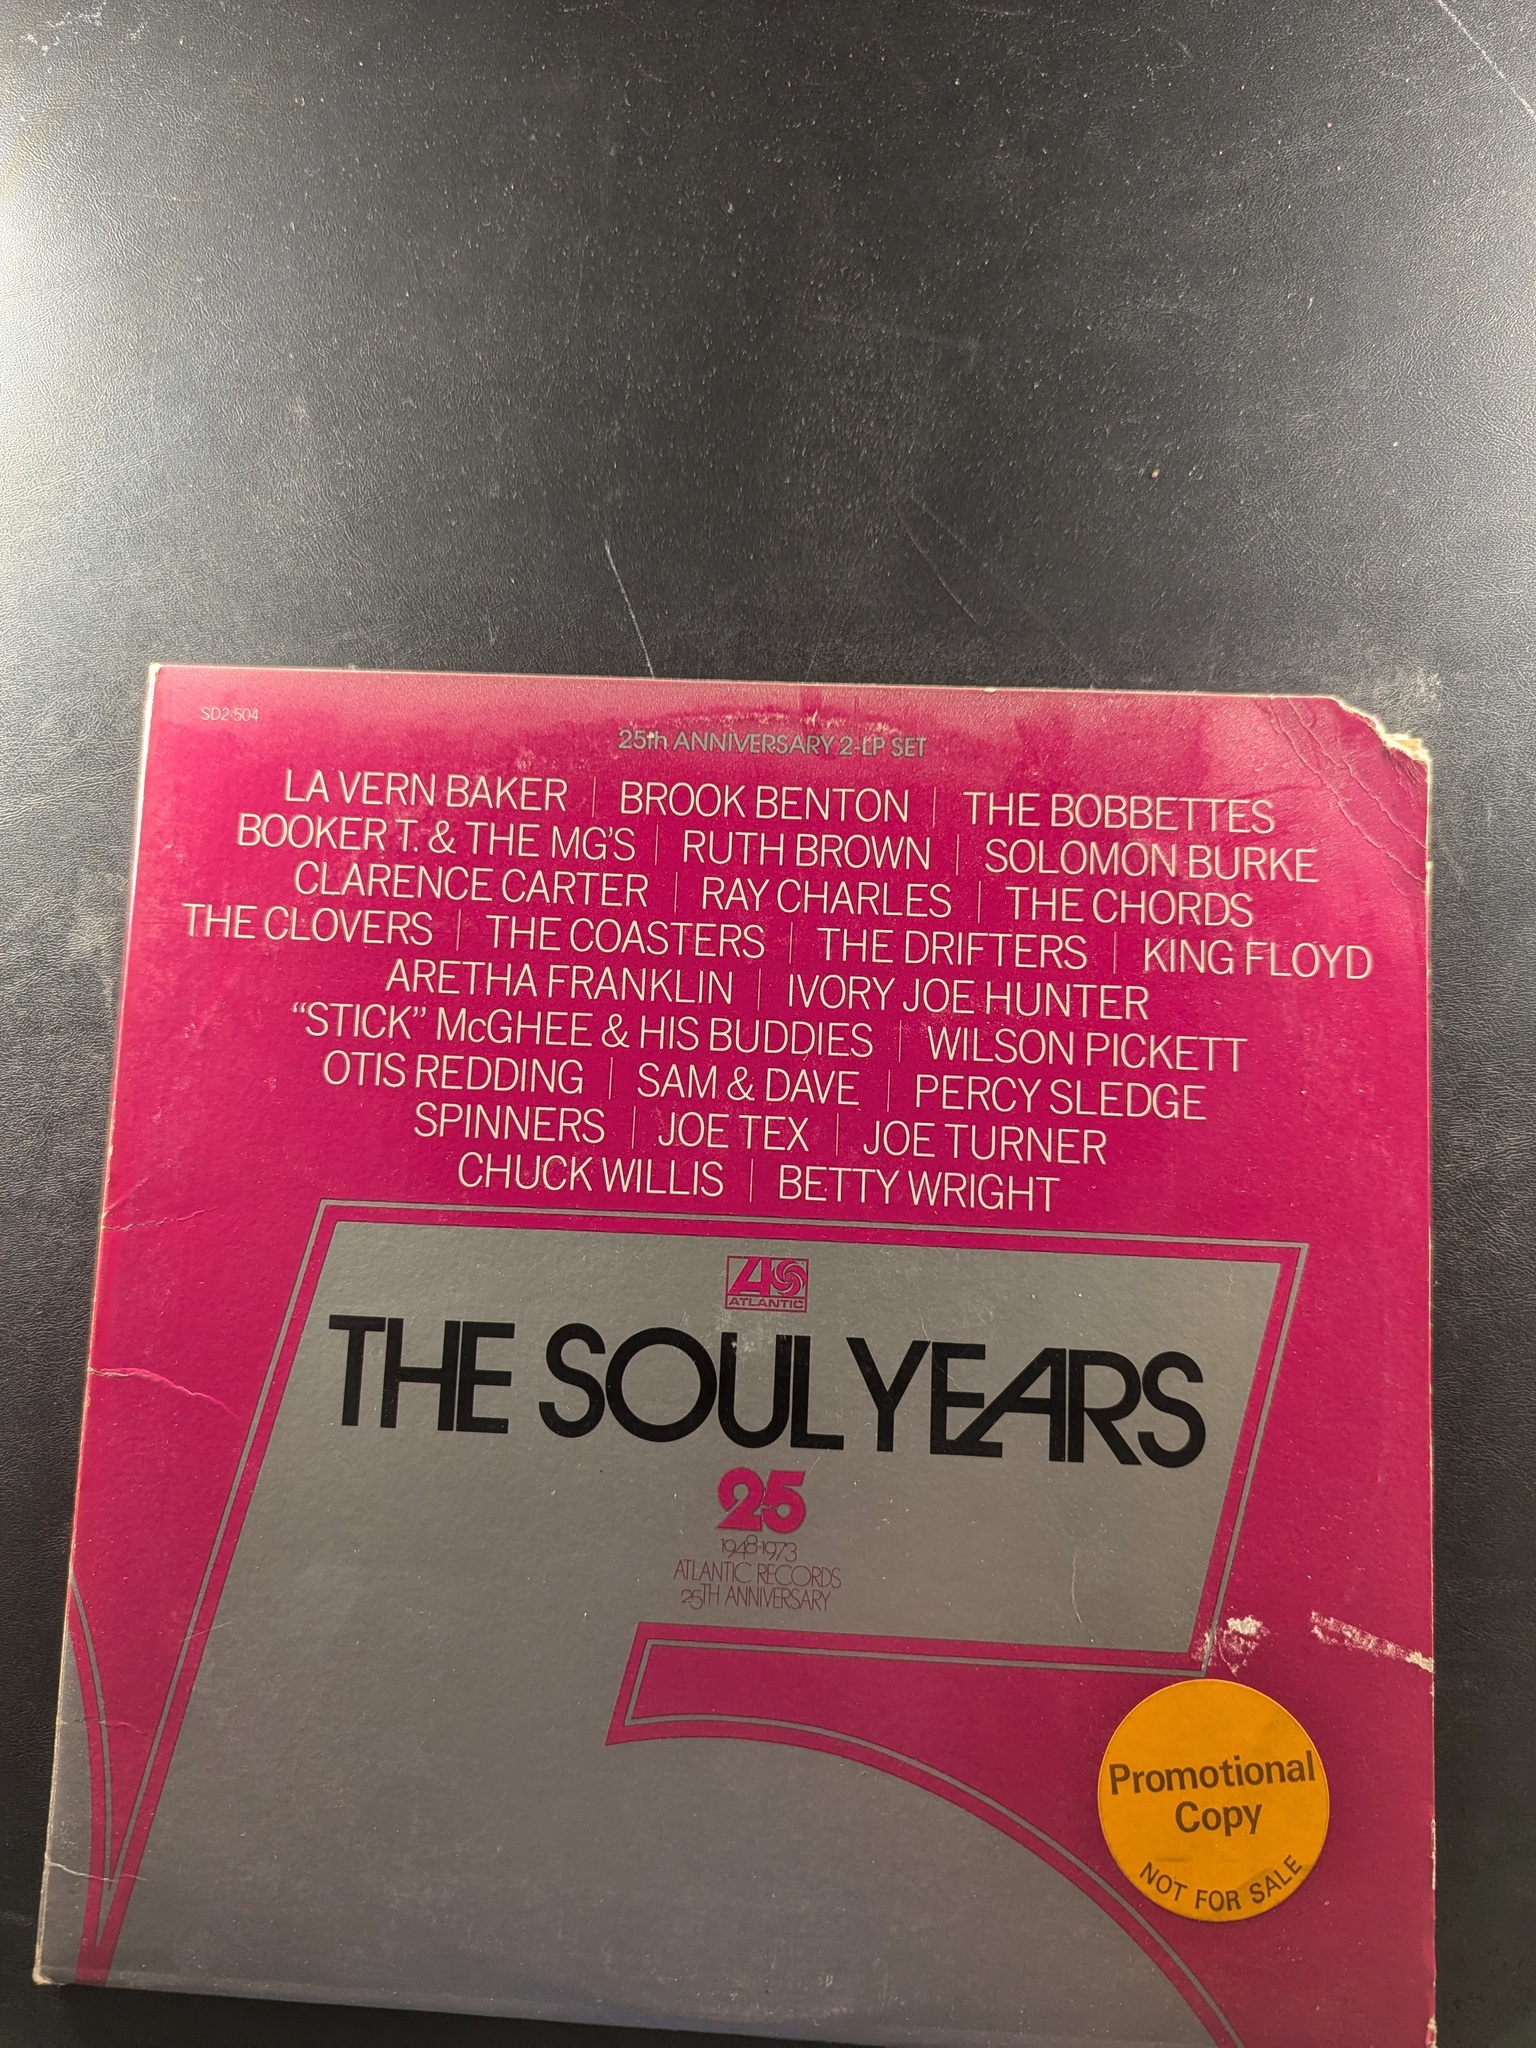 SD2-504
25th ANNIVERSARY 2-LP SET
LA VERN BAKER | BROOK BENTON | THE BOBBETTES
BOOKER T. & THE MG'S | RUTH BROWN | SOLOMON BURKE
CLARENCE CARTER | RAY CHARLES | THE CHORDS
THE CLOVERS | THE COASTERS | THE DRIFTERS | KING FLOYD
ARETHA FRANKLIN | IVORY JOE HUNTER
"STICK" McGHEE & HIS BUDDIES | WILSON PICKETT
OTIS REDDING | SAM & DAVE | PERCY SLEDGE
SPINNERS | JOE TEX | JOE TURNER
CHUCK WILLIS | BETTY WRIGHT
ATLANTIC
THE SOUL YEARS
25
1948-1973
ATLANTIC RECORDS
25TH ANNIVERSARY
Promotional
Copy
NOT FOR SALE